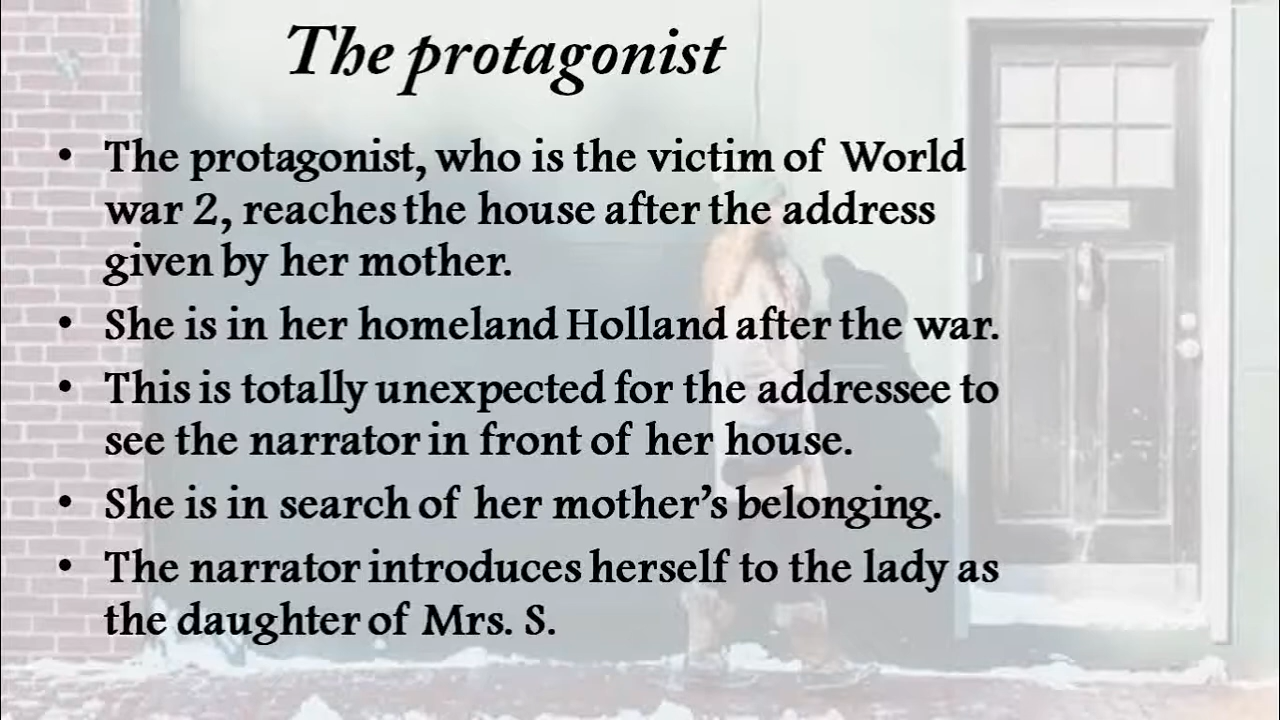 The protagonist
• The protagonist, who is the victim of World
war 2, reaches the house after the address
given by her mother.
• She is in her homeland Holland after the war.
• This is totally unexpected for the addressee to
see the narrator in front of her house.
• She is in search of her mother's belonging.
• The narrator introduces herself to the lady as
the daughter of Mrs. S.